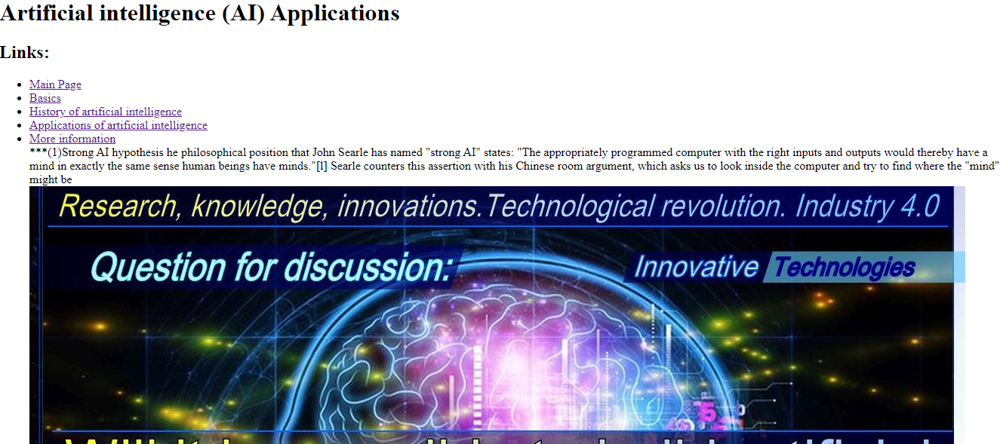 Artificial intelligence (AI) Applications
Links:
Main Page
Basics
History of artificial intelligence
Applications of artificial intelligence
More information
***(1)Strong AI hypothesis he philosophical position that John Searle has named "strong AI" states: "The appropriately programmed computer with the right inputs and outputs would thereby have a
mind in exactly the same sense human beings have minds."[l] Searle counters this assertion with his Chinese room argument, which asks us to look inside the computer and try to find where the "mind"
might be
Research, knowledge, innovations.Technological revolution. Industry 4.0
Question for discussion:
Innovative Technologies
5